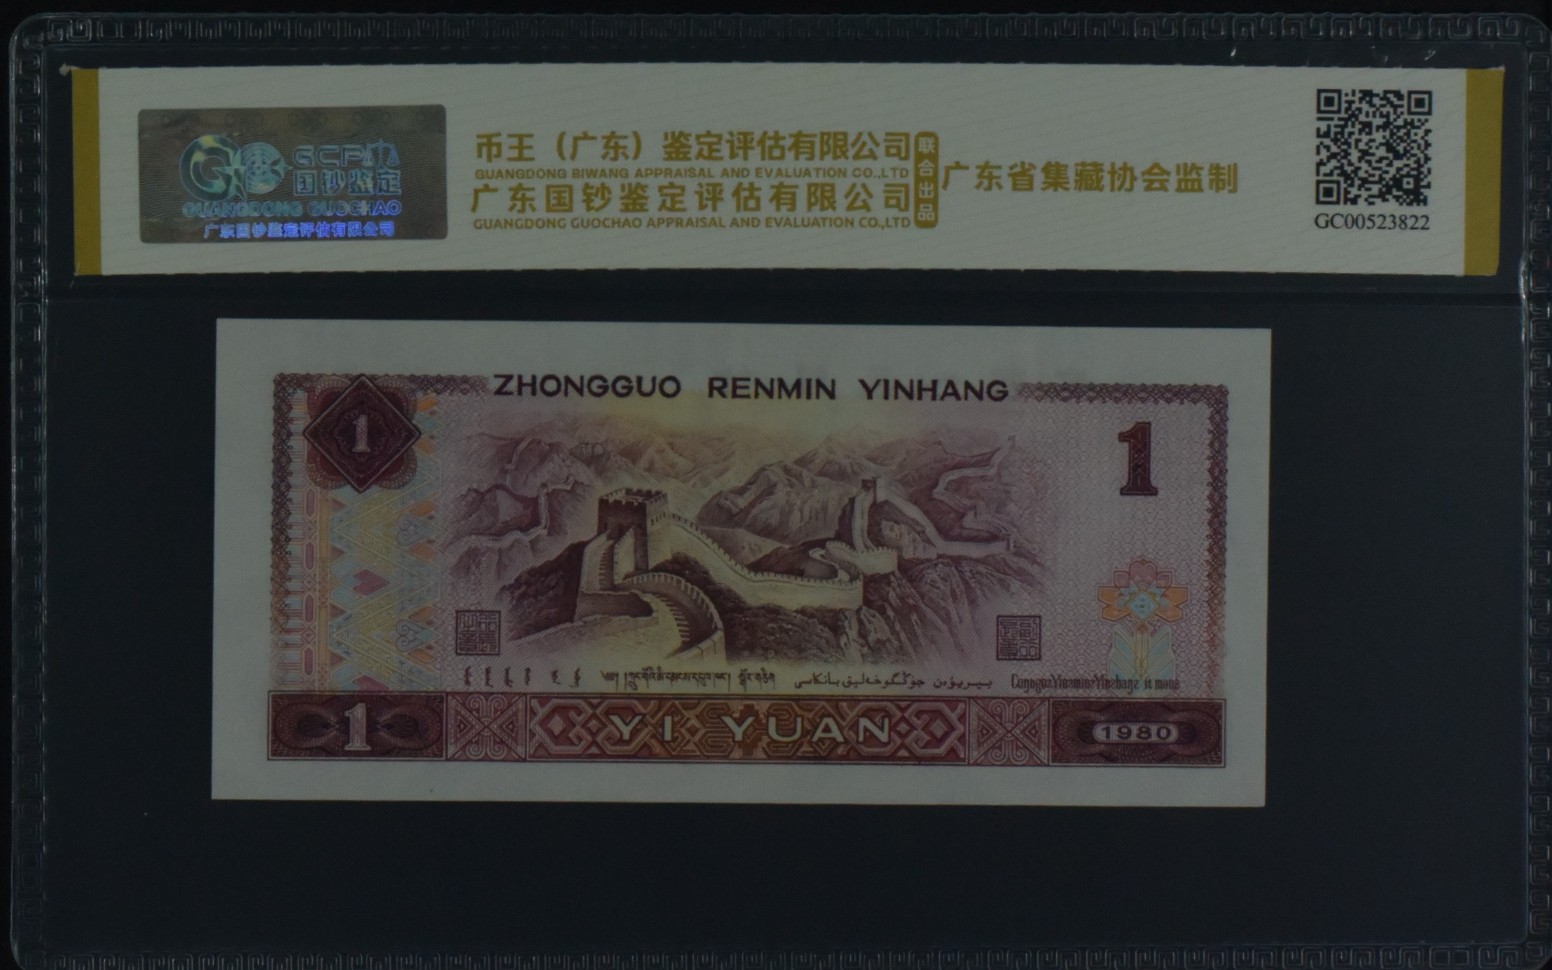 GCP
国钞鉴定
GUANGDONG GUOCHAO
广东国钞鉴定评估有限公司
币王（广东）鉴定评估有限公司
GUANGDONG BIWANG APPRAISAL AND EVALUATION CO.,LTD
广东国钞鉴定评估有限公司
GUANGDONG GUOCHAO APPRAISAL AND EVALUATION CO.,LTD
联合出品
广东省集藏协会监制
GC00523822
ZHONGGUO RENMIN YINHANG
1
1
1
YI YUAN
1980